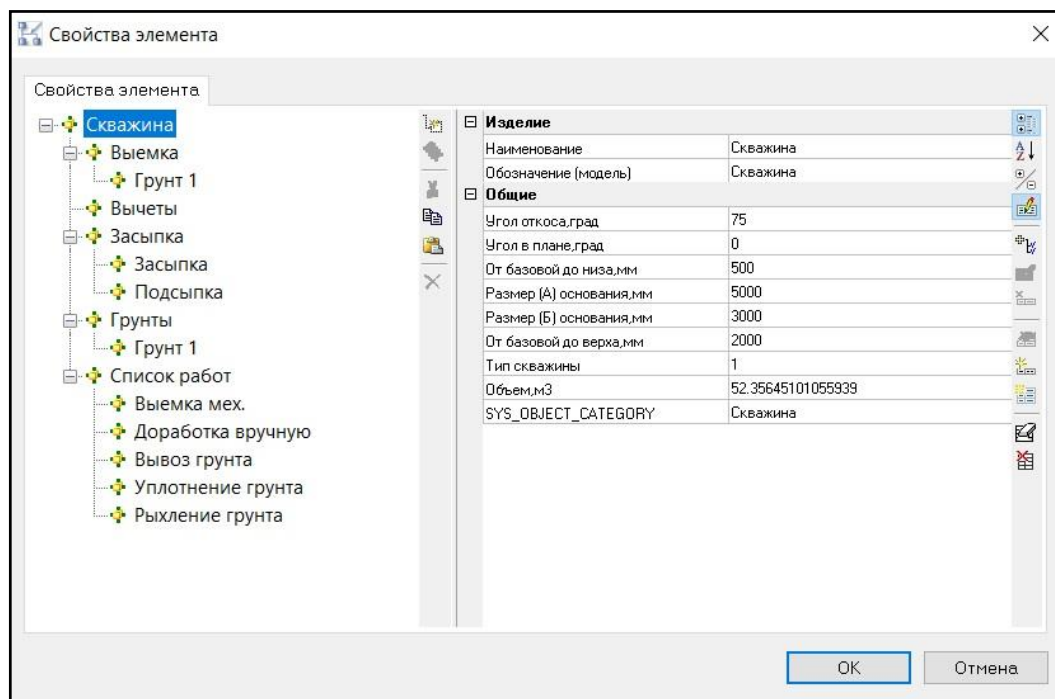 Свойства элемента
Свойства элемента
Скважина
Выемка
Грунт 1
Вычеты
Засыпка
Засыпка
Подсыпка
Грунты
Грунт 1
Список работ
Выемка мех.
Доработка вручную
Вывоз грунта
Уплотнение грунта
Рыхление грунта
Изделие
Наименование Скважина
Обозначение (модель) Скважина
Общие
Угол откоса,град 75
Угол в плане,град 0
От базовой до низа,мм 500
Размер (А) основания,мм 5000
Размер (Б) основания,мм 3000
От базовой до верха,мм 2000
Тип скважины 1
Объем,м3 52.35645101055939
SYS_OBJECT_CATEGORY Скважина
OK Отмена